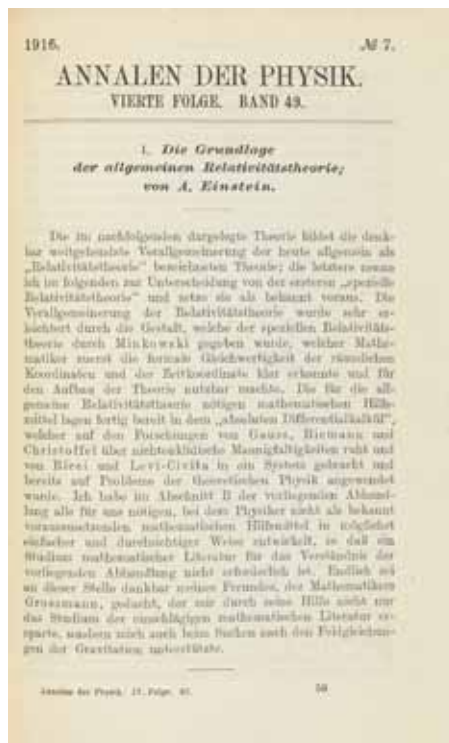 1916. № 7.
ANNALEN DER PHYSIK.
VIERTE FOLGE. BAND 49.
1. Die Grundlage
der allgemeinen Relativitätstheorie;
von A. Einstein.
Die im nachfolgenden dargelegte Theorie bildet die denk-
bar weitgehendste Verallgemeinerung der heute allgemein als
„Relativitätstheorie“ bezeichneten Theorie; die letztere nenne
ich im folgenden zur Unterscheidung von der ersteren „spezielle
Relativitätstheorie“ und setze sie als bekannt voraus. Die
Verallgemeinerung der Relativitätstheorie wurde sehr er-
leichtert durch die Gestalt, welche der speziellen Relativitäts-
theorie durch Minkowski gegeben wurde, welcher Mathe-
matiker zuerst die formale Gleichwertigkeit der räumlichen
Koordinaten und der Zeitkoordinate klar erkannte und für
den Aufbau der Theorie nutzbar machte. Die für die all-
gemeine Relativitätstheorie nötigen mathematischen Hilfs-
mittel lagen fertig bereit in dem „absoluten Differentialkalkül“,
welcher auf den Forschungen von Gauss, Riemann und
Christoffel über nichteuklidische Mannigfaltigkeiten ruht und
von Ricci und Levi-Civita in ein System gebracht und
bereits auf Probleme der theoretischen Physik angewendet
wurde. Ich habe im Abschnitt B der vorliegenden Abhand-
lung alle für uns nötigen, bei dem Physiker nicht als bekannt
vorauszusetzenden mathematischen Hilfsmittel in möglichst
einfacher und durchsichtiger Weise entwickelt, so daß ein
Studium mathematischer Literatur für das Verständnis der
vorliegenden Abhandlung nicht erforderlich ist. Endlich sei
an dieser Stelle dankbar meines Freundes, des Mathematikers
Grossmann, gedacht, der mir durch seine Hilfe nicht nur
das Studium der einschlägigen mathematischen Literatur er-
sparte, sondern mich auch beim Suchen nach den Feldgleichun-
gen der Gravitation unterstützte.
Annalen der Physik. IV. Folge. 49. 50